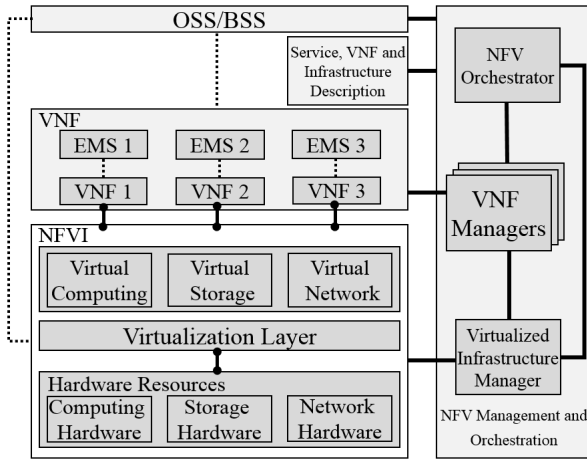 OSS/BSS
Service, VNF and
Infrastructure
Description
NFV
Orchestrator
VNF
EMS 1
EMS 2
EMS 3
VNF 1
VNF 2
VNF 3
VNF
Managers
NFVI
Virtual
Computing
Virtual
Storage
Virtual
Network
Virtualization Layer
Virtualized
Infrastructure
Manager
Hardware Resources
Computing
Hardware
Storage
Hardware
Network
Hardware
NFV Management and
Orchestration